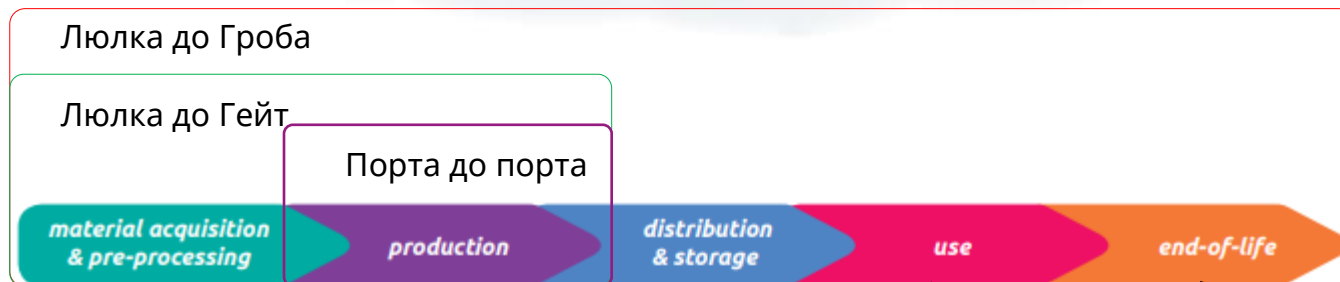 Люлка до Гроба
Люлка до Гейт
Порта до порта
material acquisition
& pre-processing
production
distribution
& storage
use
end-of-life